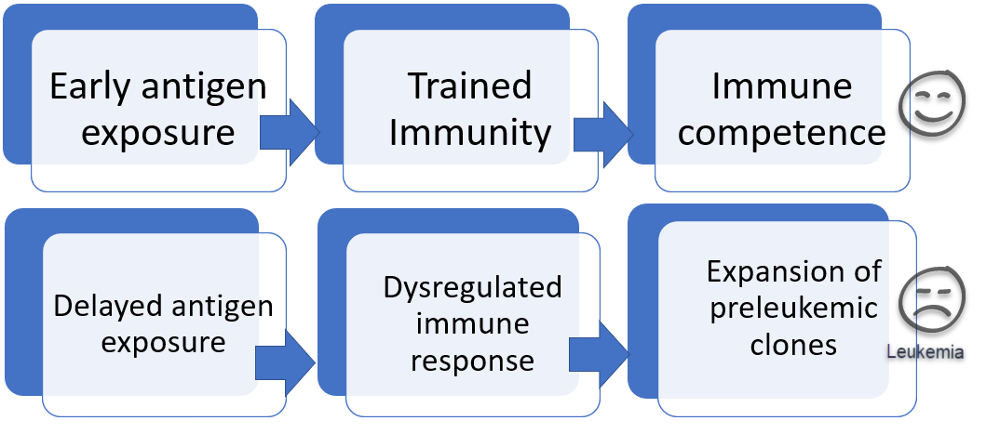 Early antigen
exposure
Trained
Immunity
Immune
competence
Delayed antigen
exposure
Dysregulated
immune
response
Expansion of
preleukemic
clones
Leukemia